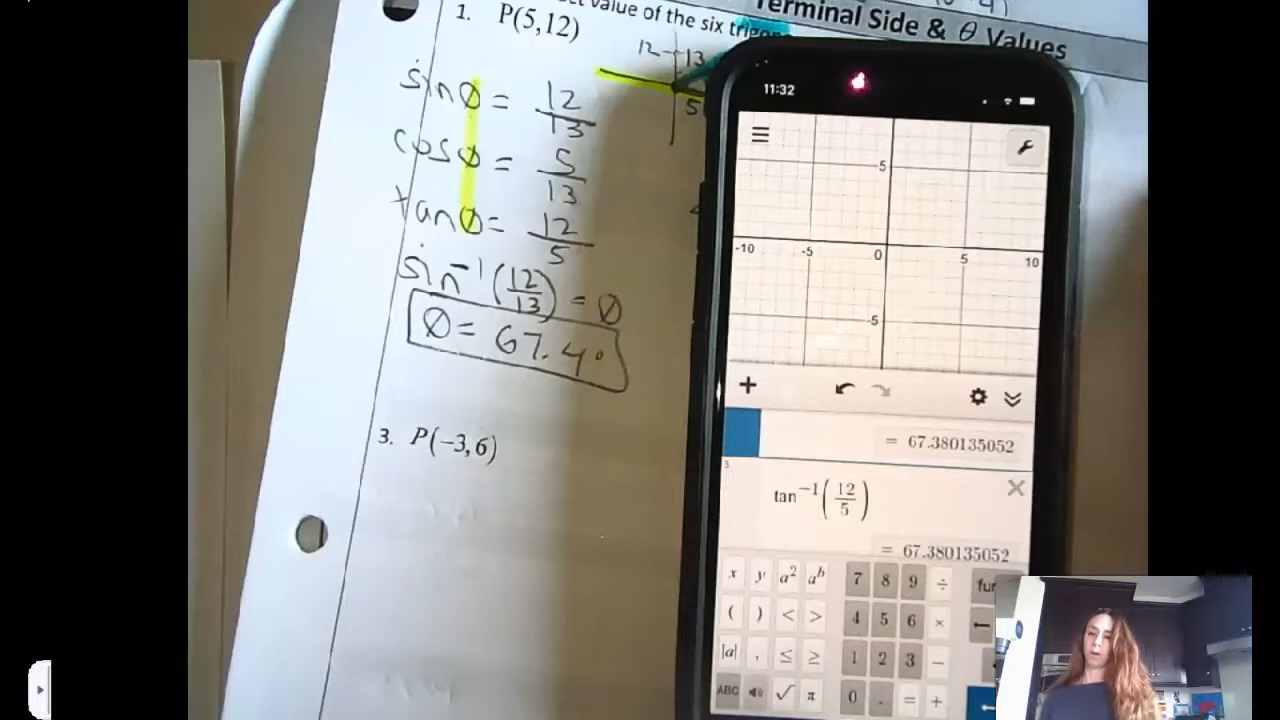 Terminal Side & θ Values
value of the six trigon
1. P(5,12)
12 13
5
sin θ = 12/13
cos θ = 5/13
tan θ = 12/5
sin⁻¹(12/13) = θ
θ = 67.4°
3. P(−3,6)
11:32
5
-10 -5 0 5 10
-5
= 67.380135052
3
tan⁻¹(12/5)
= 67.380135052
x y a² aᵇ 7 8 9 ÷
( ) < > 4 5 6 ×
|a| , ≤ ≥ 1 2 3 −
ABC √ π 0 . = +